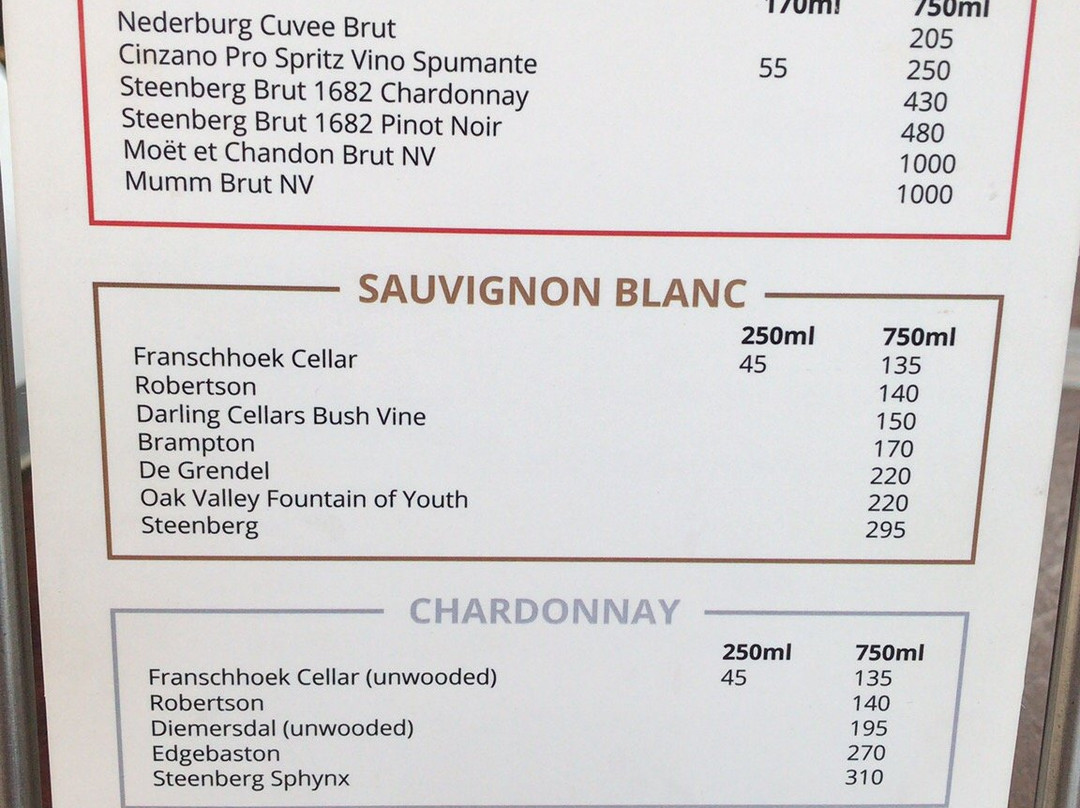 170ml 750ml
Nederburg Cuvee Brut 205
Cinzano Pro Spritz Vino Spumante 55 250
Steenberg Brut 1682 Chardonnay 430
Steenberg Brut 1682 Pinot Noir 480
Moët et Chandon Brut NV 1000
Mumm Brut NV 1000
SAUVIGNON BLANC
250ml 750ml
Franschhoek Cellar 45 135
Robertson 140
Darling Cellars Bush Vine 150
Brampton 170
De Grendel 220
Oak Valley Fountain of Youth 220
Steenberg 295
CHARDONNAY
250ml 750ml
Franschhoek Cellar (unwooded) 45 135
Robertson 140
Diemersdal (unwooded) 195
Edgebaston 270
Steenberg Sphynx 310